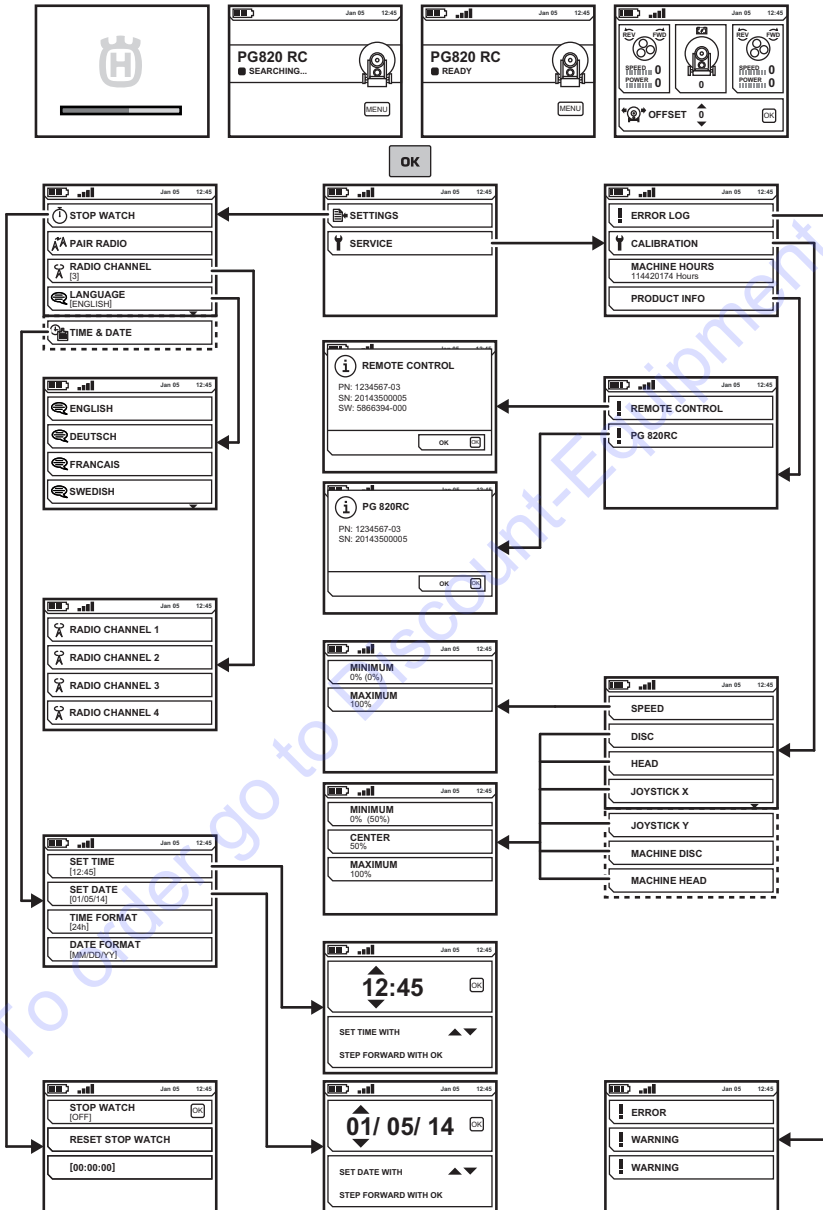 H
Jan 05 12:45
PG820 RC
SEARCHING...
MENU
Jan 05 12:45
PG820 RC
READY
MENU
Jan 05 12:45
REV FWD
SPEED 0
POWER 0
0
REV FWD
SPEED 0
POWER 0
OFFSET 0
OK
OK
Jan 05 12:45
STOP WATCH
PAIR RADIO
RADIO CHANNEL
[3]
LANGUAGE
[ENGLISH]
TIME & DATE
Jan 05 12:45
SETTINGS
SERVICE
Jan 05 12:45
ERROR LOG
CALIBRATION
MACHINE HOURS
114420174 Hours
PRODUCT INFO
REMOTE CONTROL
PN: 1234567-03
SN: 20143500005
SW: 5866394-000
OK OK
Jan 05 12:45
REMOTE CONTROL
PG 820RC
Jan 05 12:45
ENGLISH
DEUTSCH
FRANCAIS
SWEDISH
PG 820RC
PN: 1234567-03
SN: 20143500005
OK OK
Jan 05 12:45
RADIO CHANNEL 1
RADIO CHANNEL 2
RADIO CHANNEL 3
RADIO CHANNEL 4
Jan 05 12:45
MINIMUM
0% (0%)
MAXIMUM
100%
Jan 05 12:45
SPEED
DISC
HEAD
JOYSTICK X
JOYSTICK Y
MACHINE DISC
MACHINE HEAD
Jan 05 12:45
MINIMUM
0% (50%)
CENTER
50%
MAXIMUM
100%
Jan 05 12:45
SET TIME
[12:45]
SET DATE
[01/05/14]
TIME FORMAT
[24h]
DATE FORMAT
[MM/DD/YY]
Jan 05 12:45
12:45
OK
SET TIME WITH
STEP FORWARD WITH OK
Jan 05 12:45
STOP WATCH
[OFF]
OK
RESET STOP WATCH
[00:00:00]
Jan 05 12:45
01/ 05/ 14
OK
SET DATE WITH
STEP FORWARD WITH OK
Jan 05 12:45
ERROR
WARNING
WARNING
To order go to Discount-Equipment